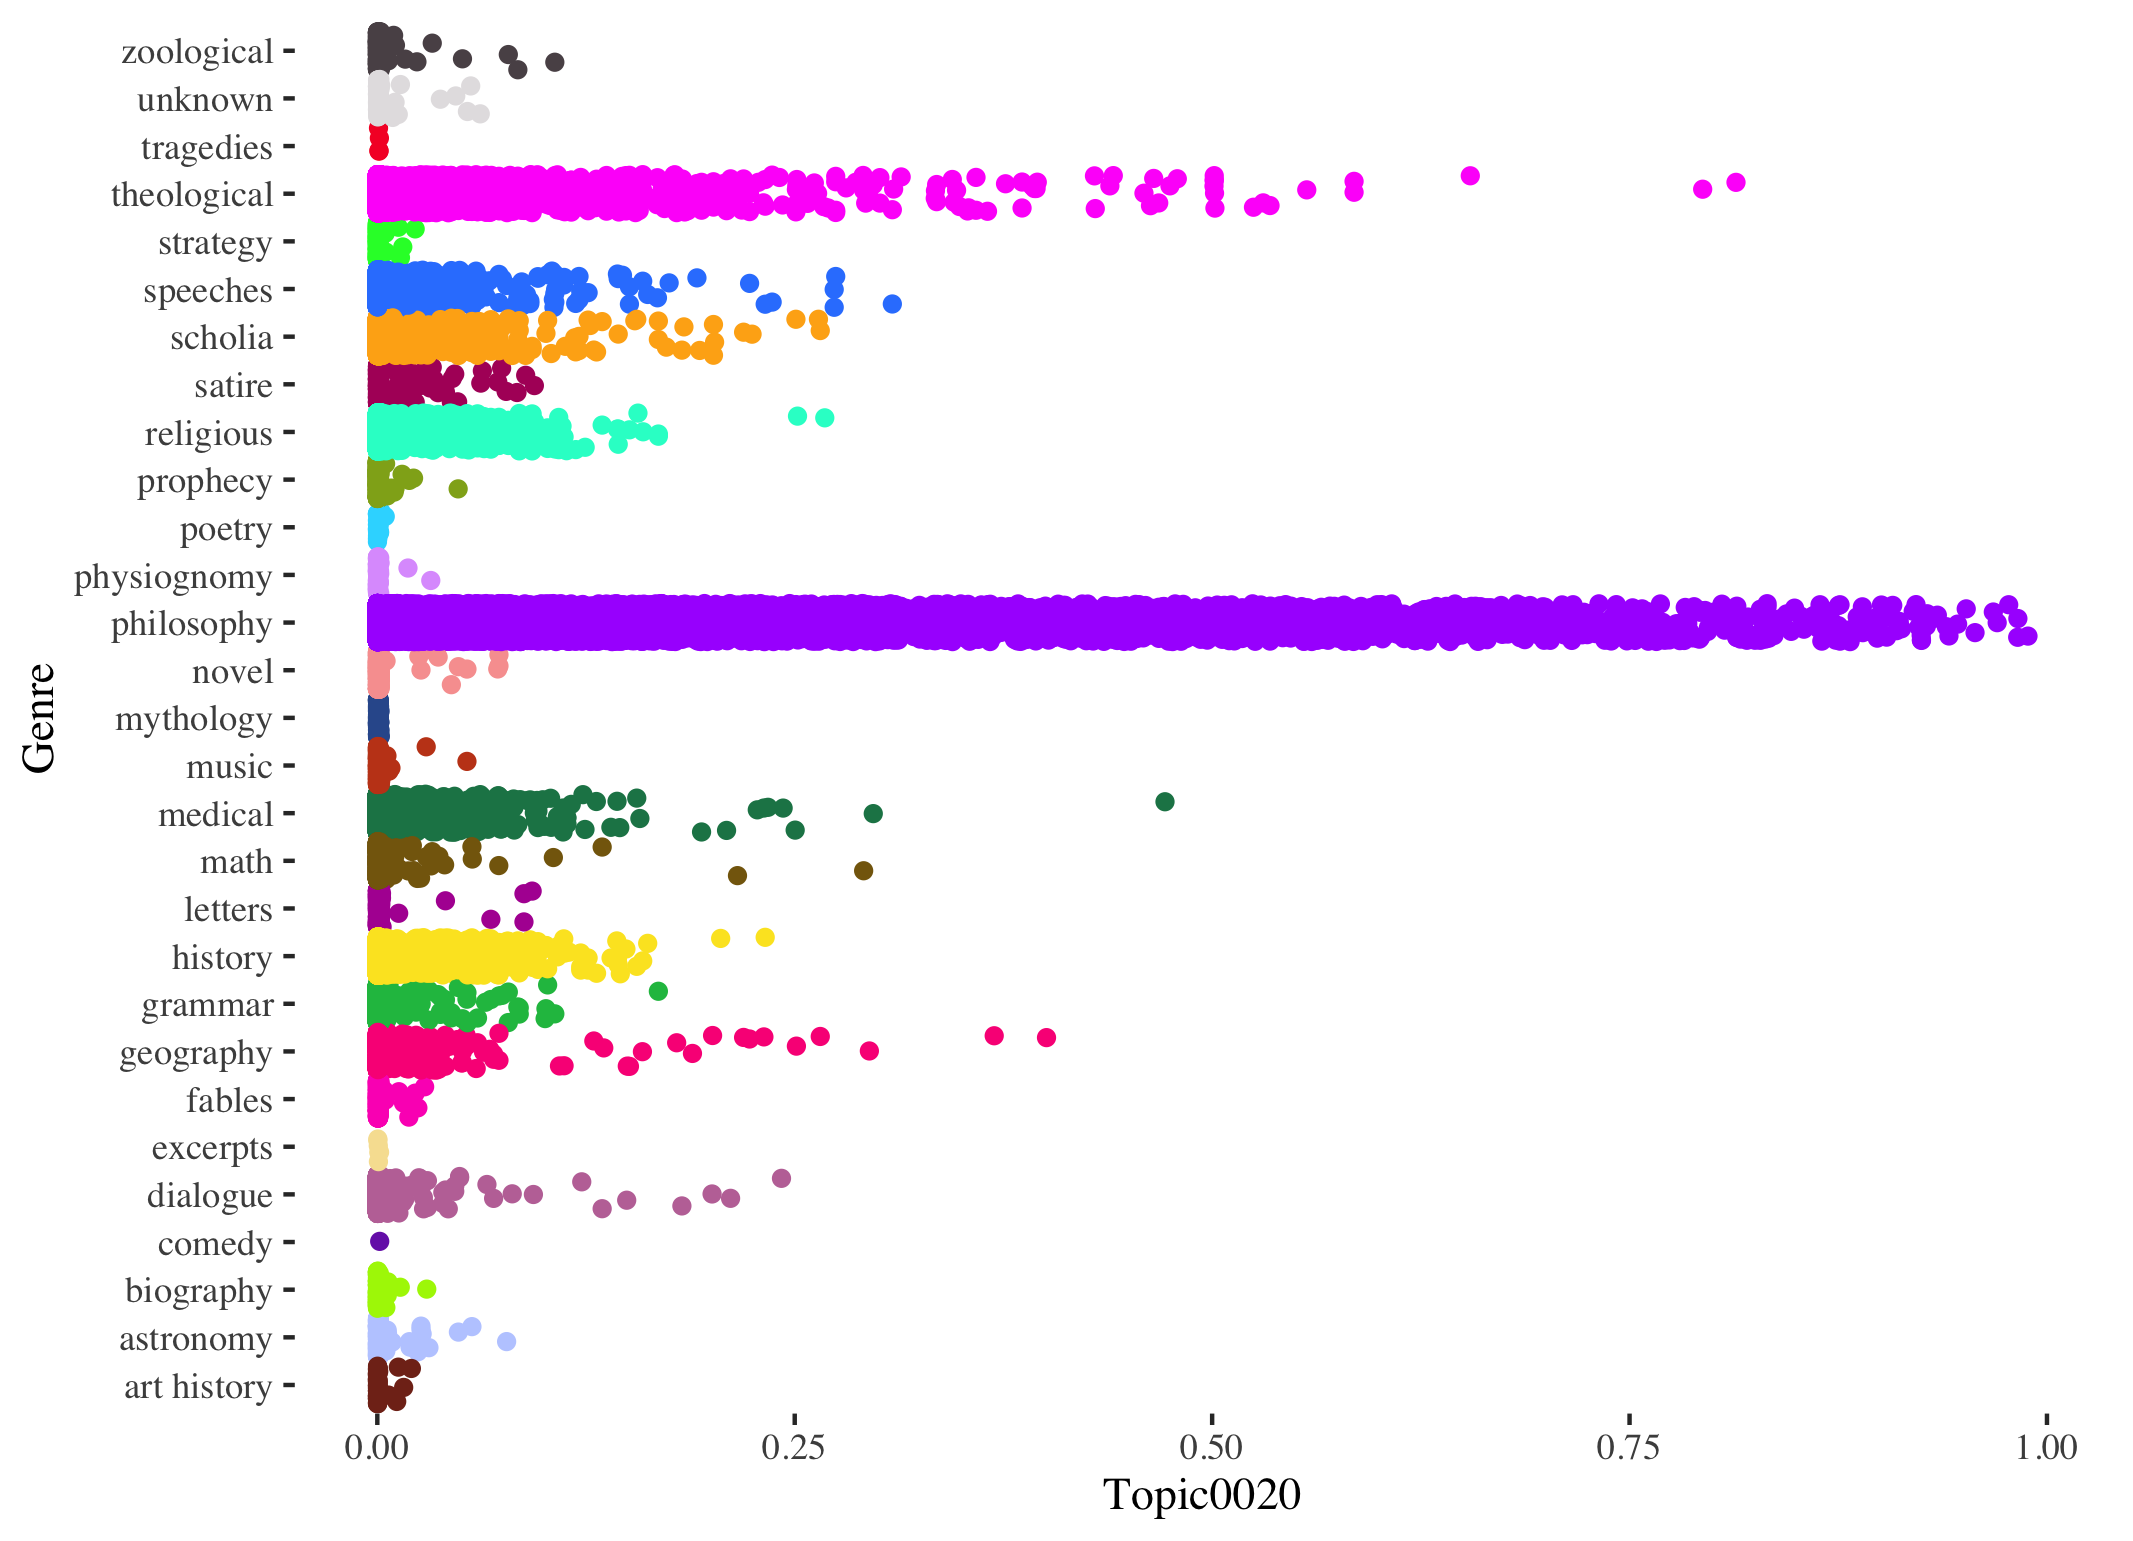 zoological
unknown
tragedies
theological
strategy
speeches
scholia
satire
religious
prophecy
poetry
physiognomy
philosophy
novel
mythology
music
medical
math
letters
history
grammar
geography
fables
excerpts
dialogue
comedy
biography
astronomy
art history
Genre
0.00 0.25 0.50 0.75 1.00
Topic0020